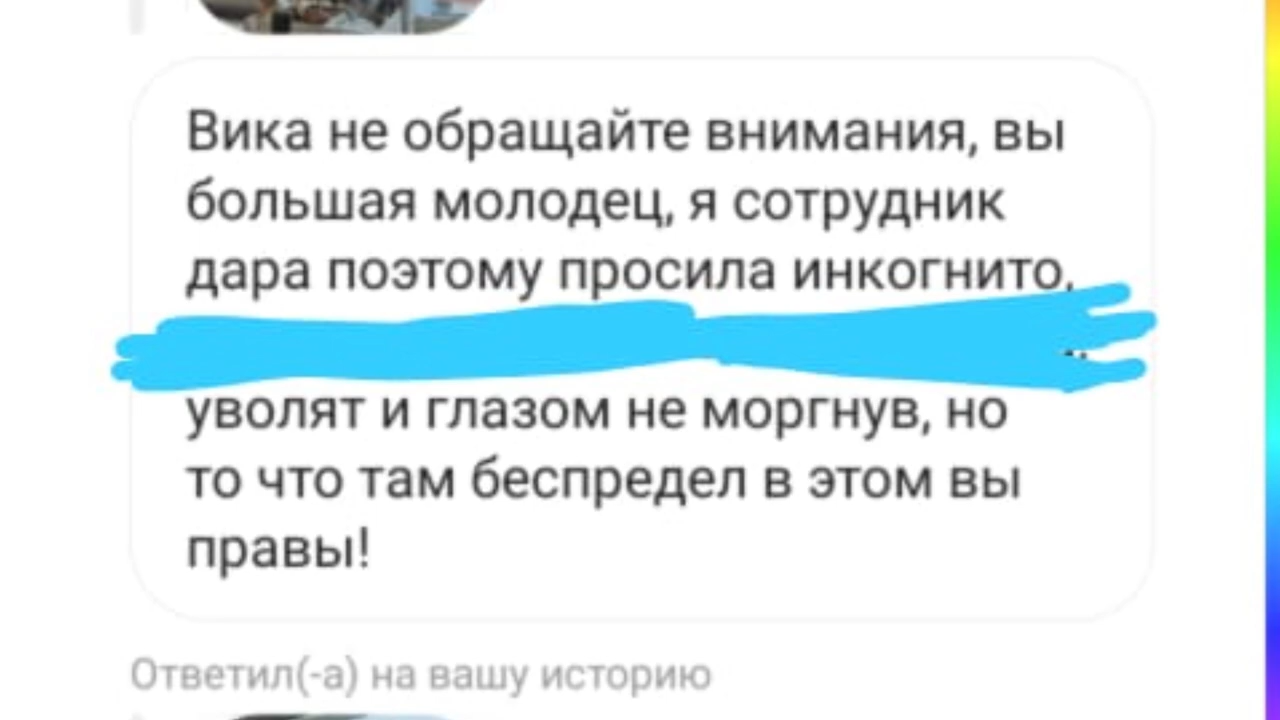 Вика не обращайте внимания, вы
большая молодец, я сотрудник
дара поэтому просила инкогнито,
уволят и глазом не моргнув, но
то что там беспредел в этом вы
правы!
Ответил(-а) на вашу историю